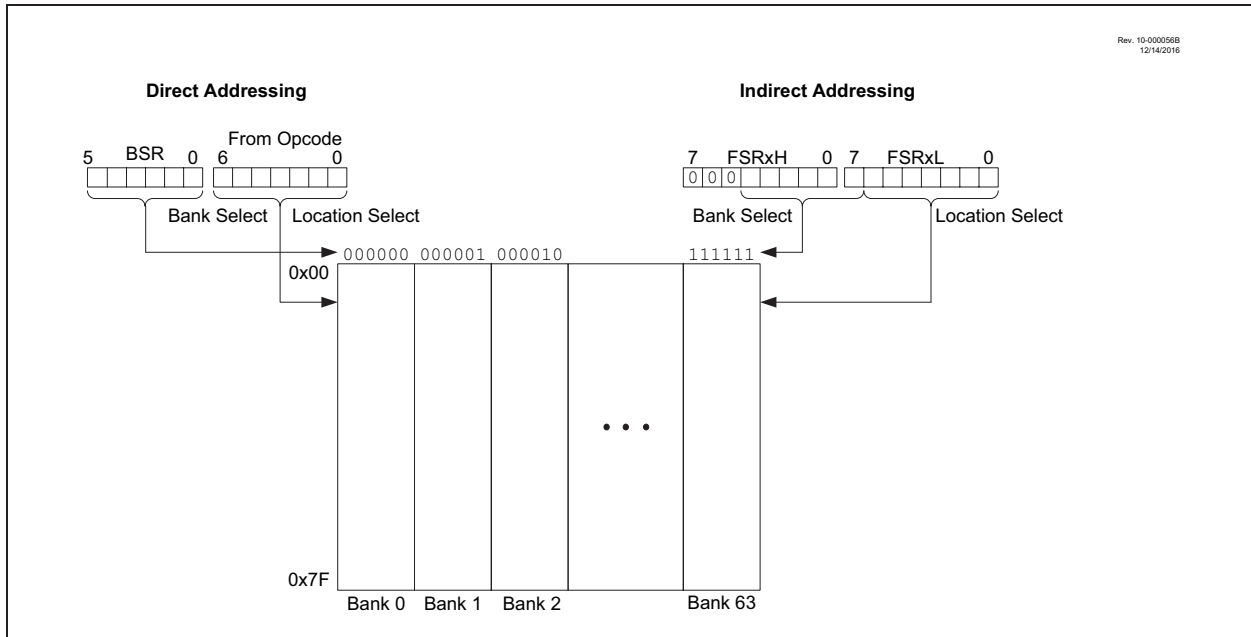 Rev. 10-000056B
12/14/2016
Direct Addressing
Indirect Addressing
From Opcode
5 BSR 0 6 0
7 FSRxH 0 7 FSRxL 0
0 0 0
Bank Select Location Select
Bank Select Location Select
000000 000001 000010 111111
0x00
0x7F
Bank 0 Bank 1 Bank 2 Bank 63